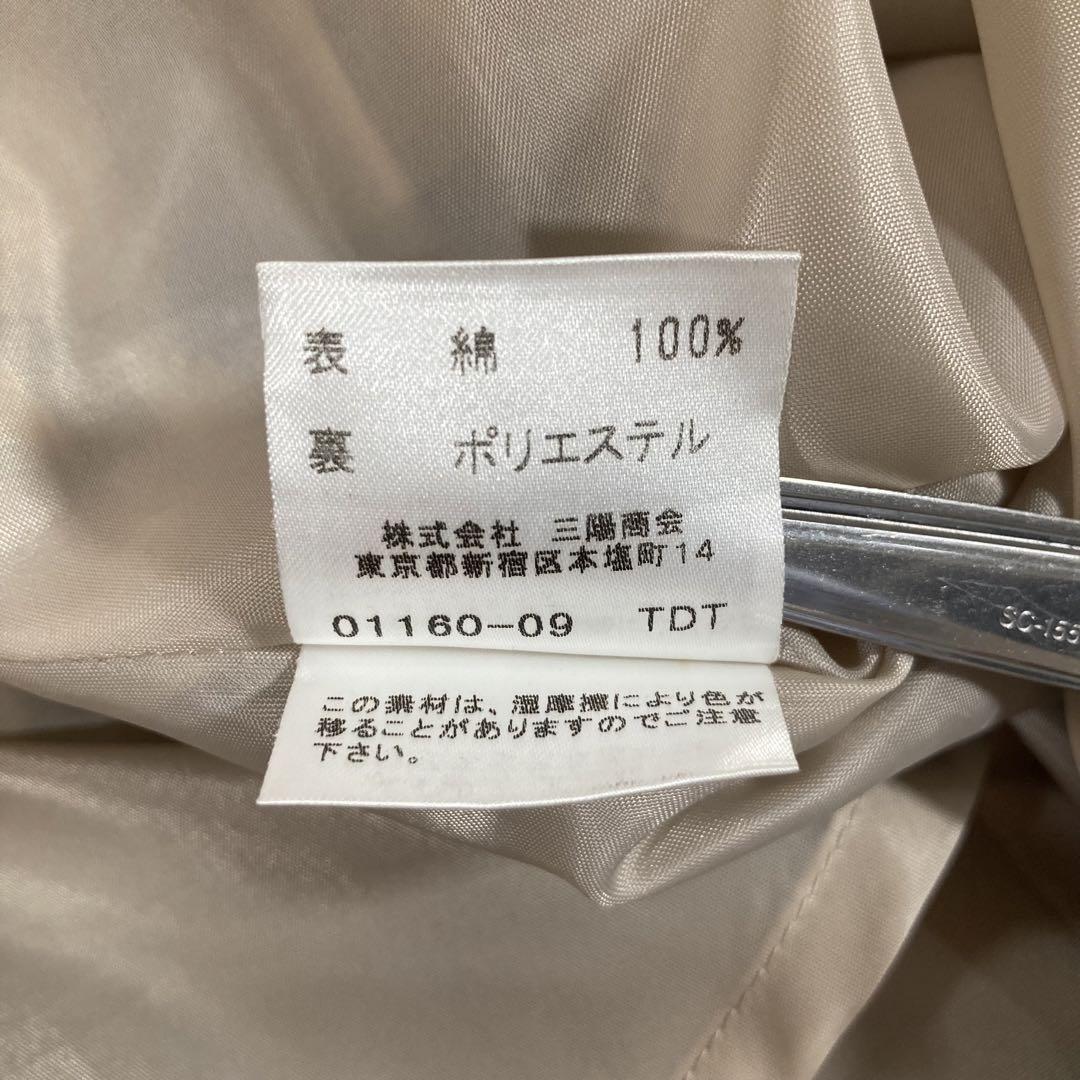 表 綿 100%
裏 ポリエステル
株式会社 三陽商会
東京都新宿区本塩町14
01160-09 TDT
この素材は、湿摩擦により色が
移ることがありますのでご注意
下さい。